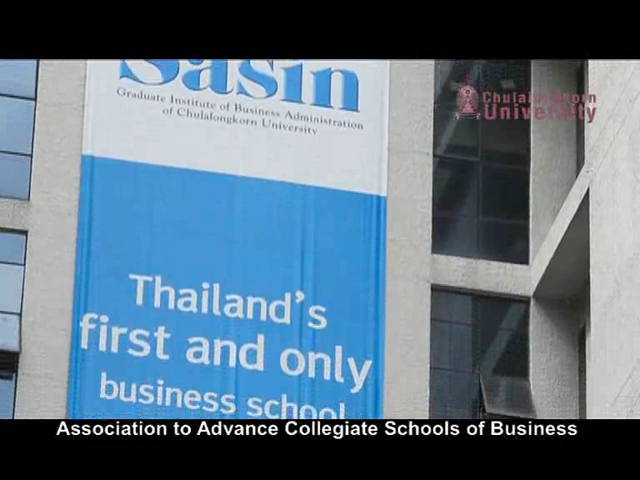 Sasin
Graduate Institute of Business Administration
of Chulalongkorn University
Chulalongkorn
University
Thailand's
first and only
business school
Association to Advance Collegiate Schools of Business